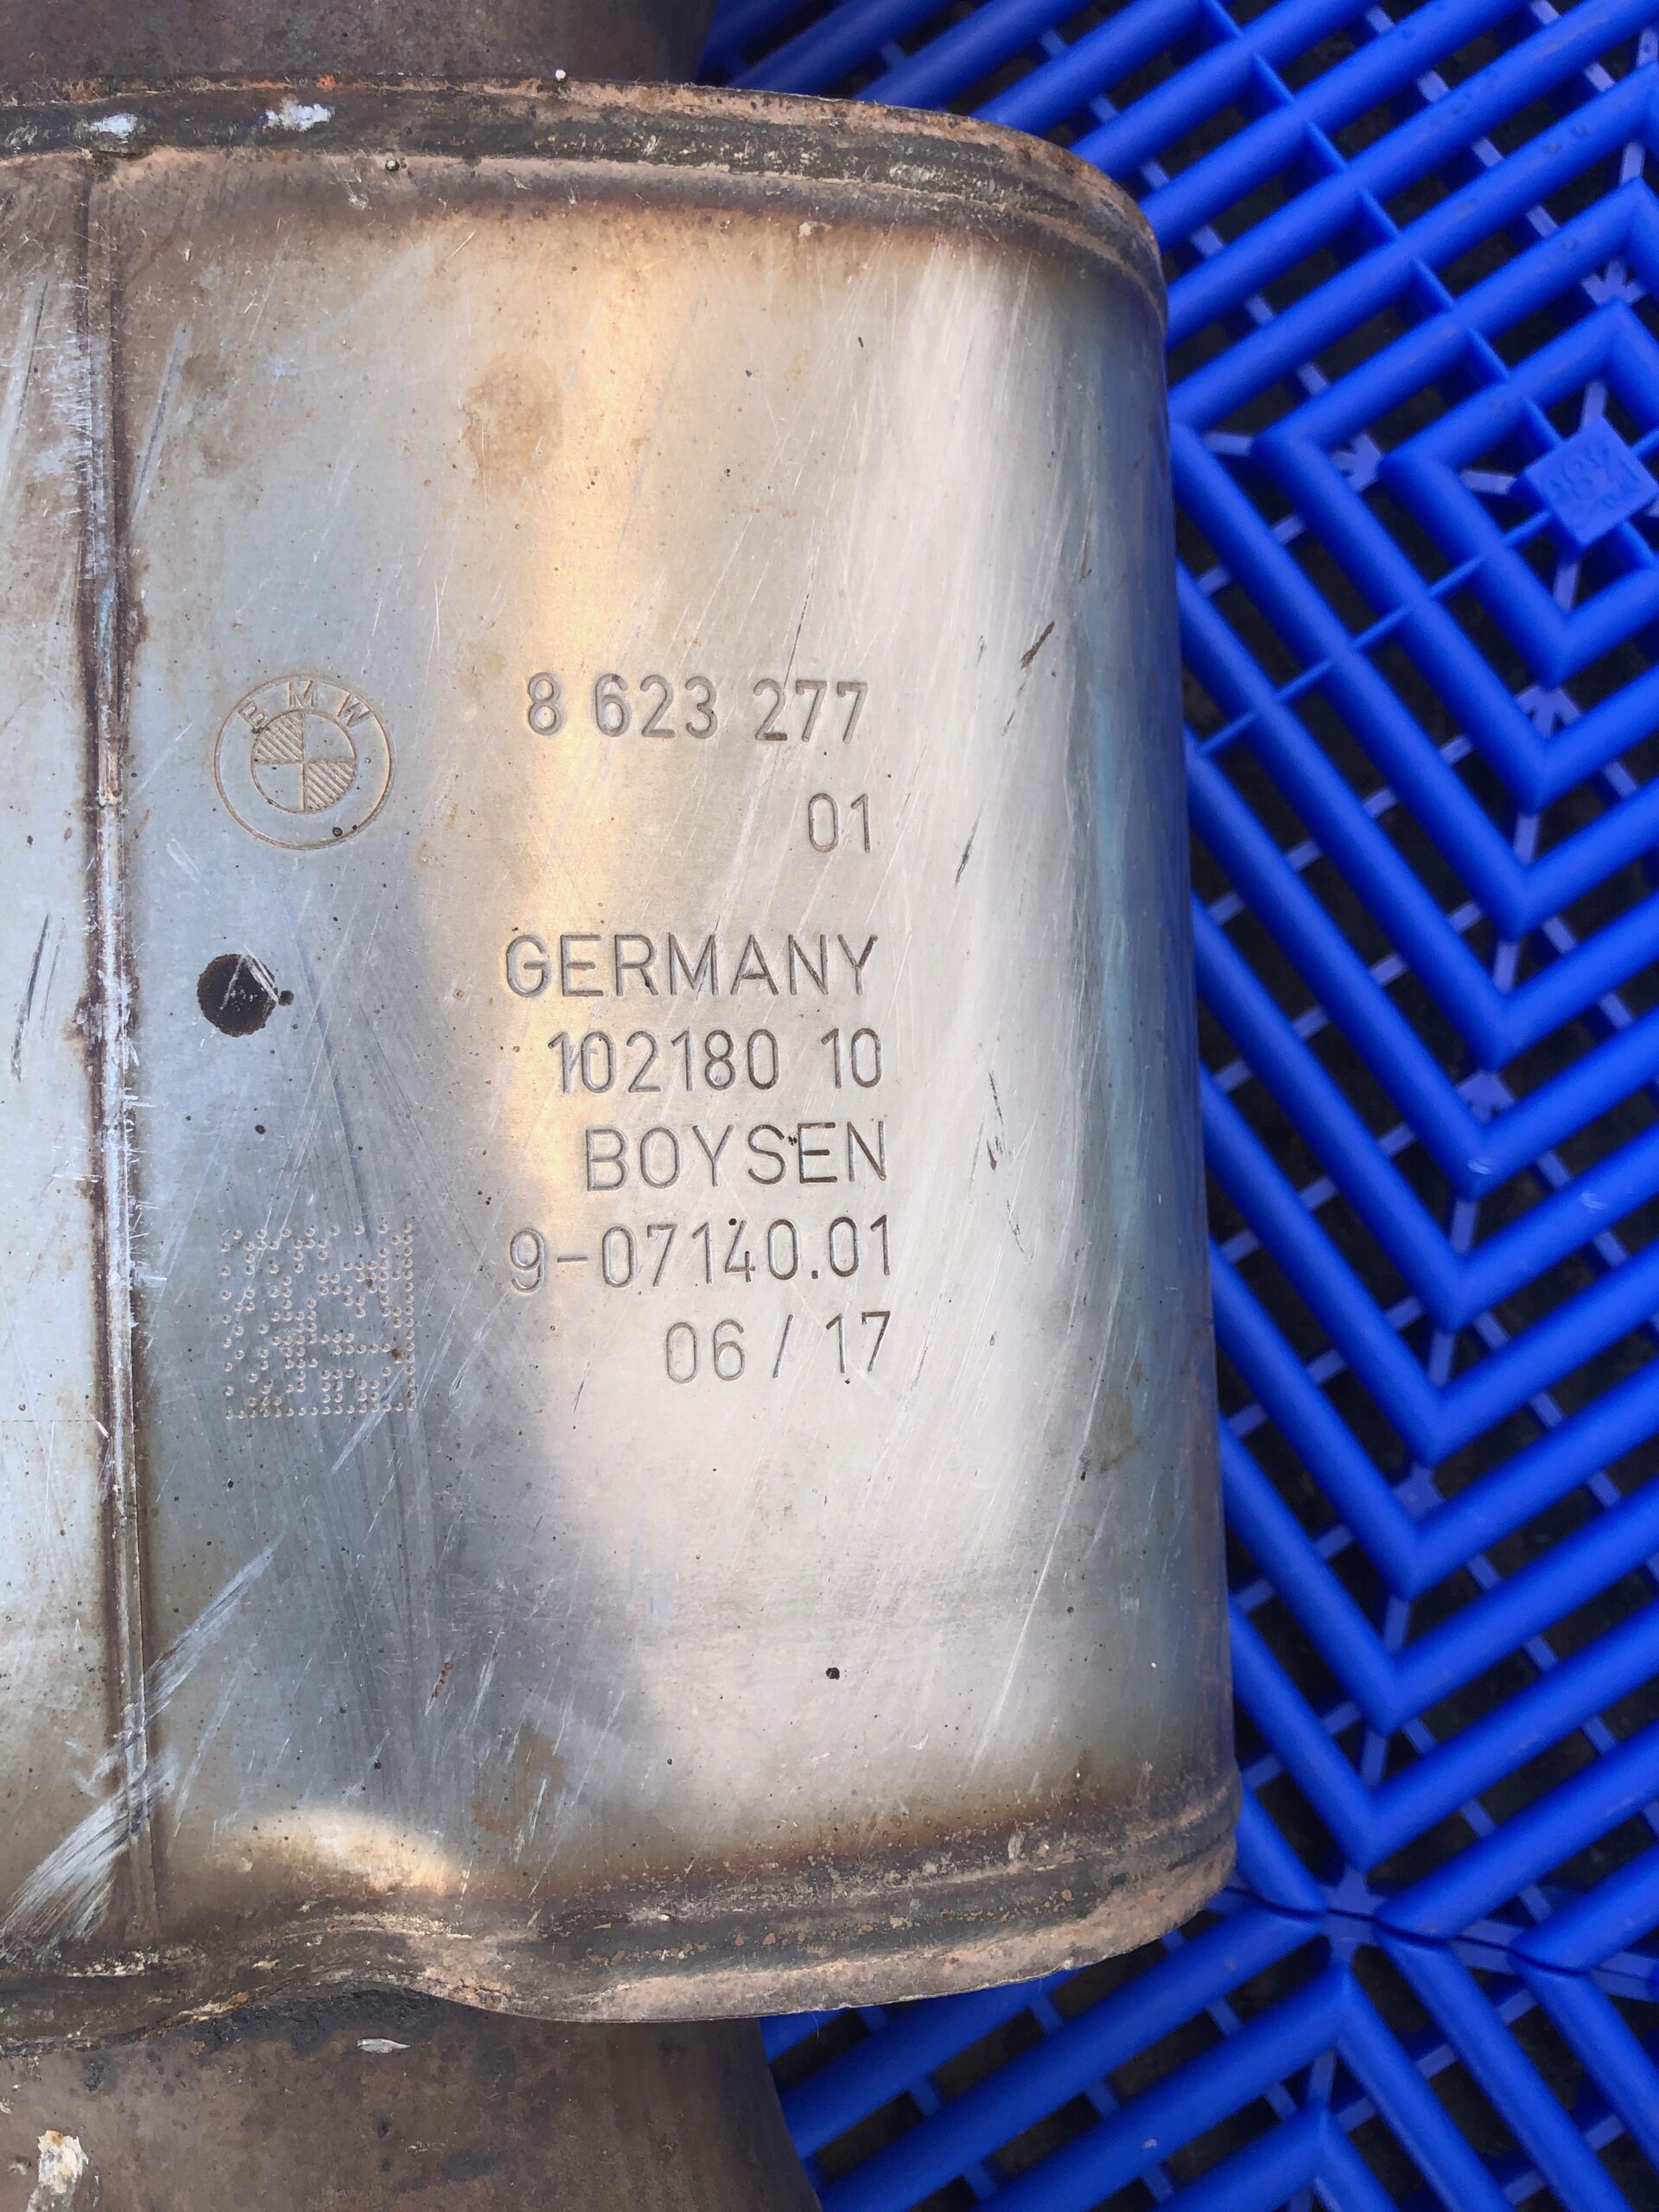 BMW
8 623 277
01
GERMANY
102180 10
BOYSEN
9-07140.01
06 / 17